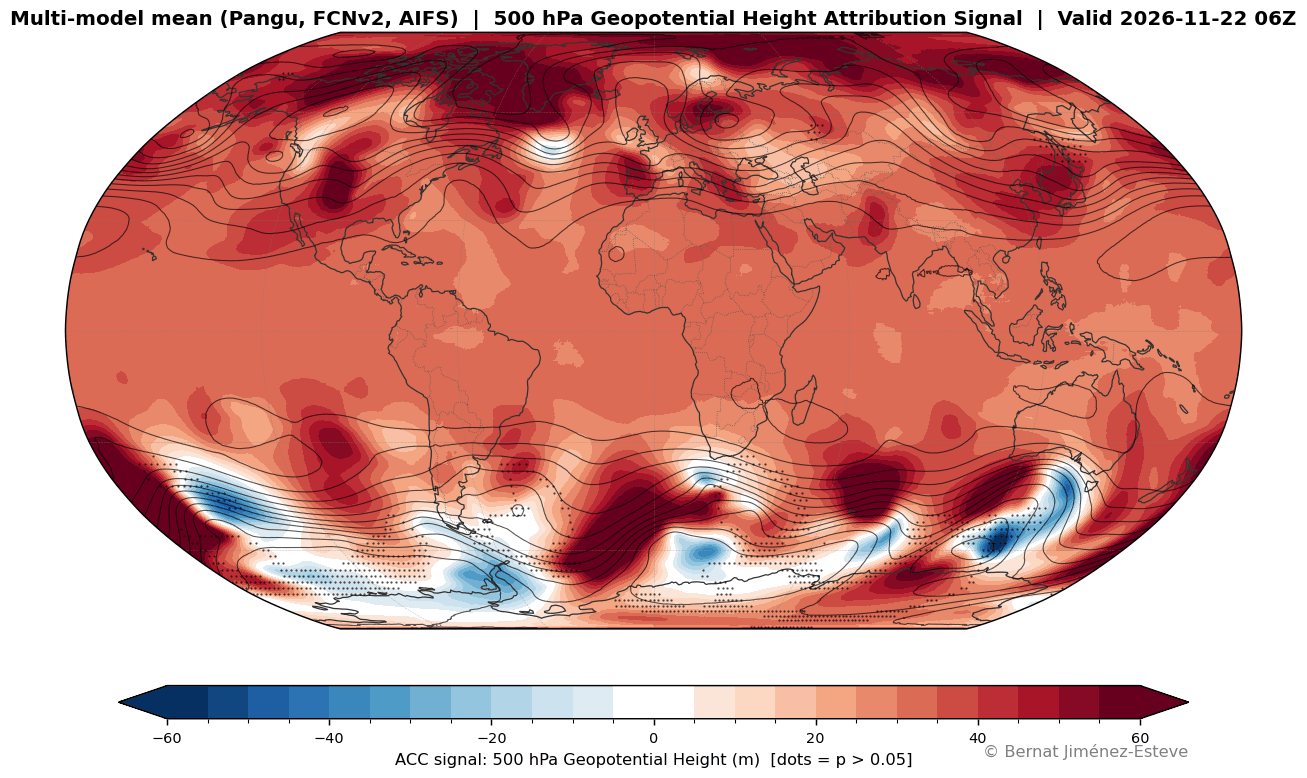 Multi-model mean (Pangu, FCNv2, AIFS) | 500 hPa Geopotential Height Attribution Signal | Valid 2026-11-22 06Z
−60 −40 −20 0 20 40 60
ACC signal: 500 hPa Geopotential Height (m) [dots = p > 0.05]
© Bernat Jiménez-Esteve